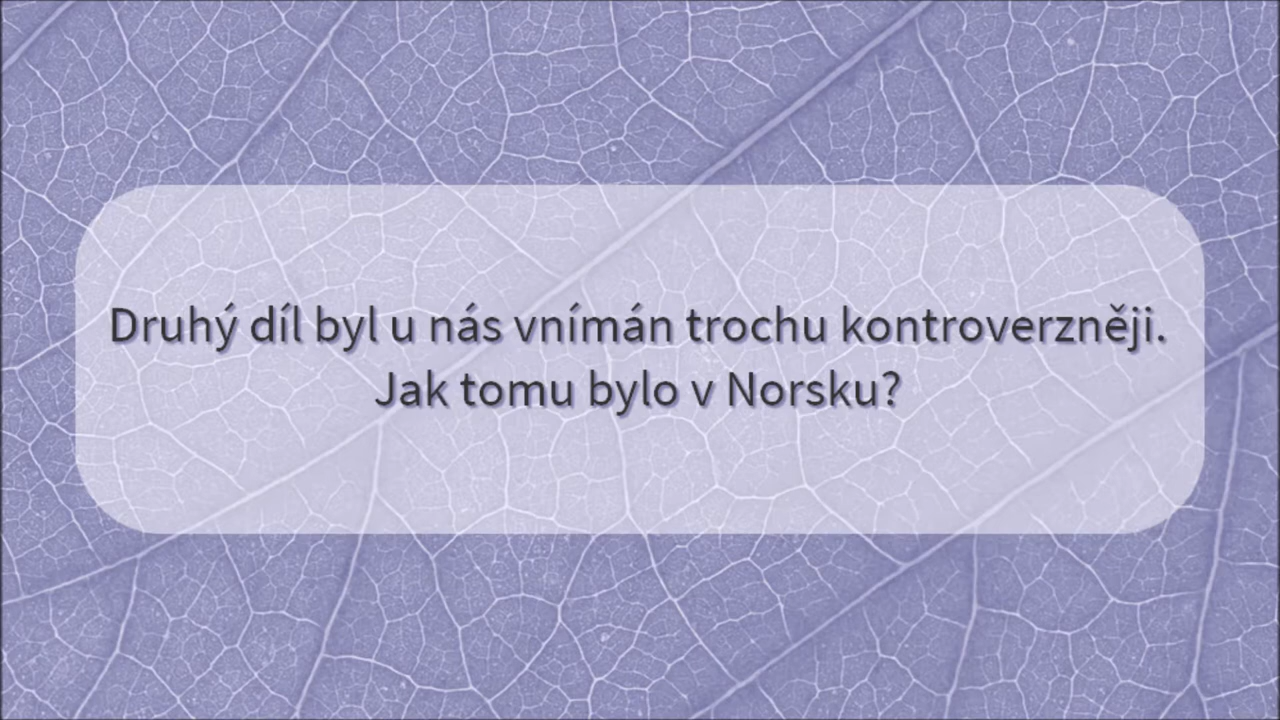 Druhý díl byl u nás vnímán trochu kontroverzněji.
Jak tomu bylo v Norsku?